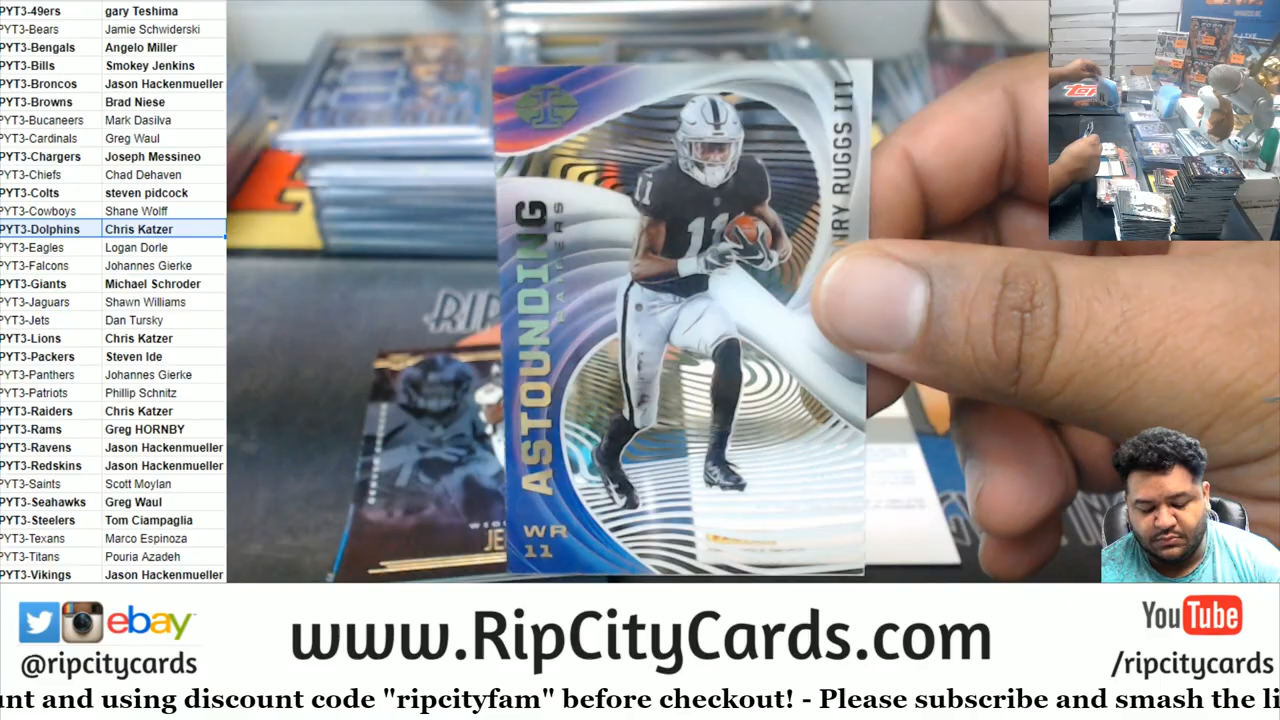 PYT3-49ers gary Teshima
PYT3-Bears Jamie Schwiderski
PYT3-Bengals Angelo Miller
PYT3-Bills Smokey Jenkins
PYT3-Broncos Jason Hackenmueller
PYT3-Browns Brad Niese
PYT3-Bucaneers Mark Dasilva
PYT3-Cardinals Greg Waul
PYT3-Chargers Joseph Messineo
PYT3-Chiefs Chad Dehaven
PYT3-Colts steven pidcock
PYT3-Cowboys Shane Wolff
PYT3-Dolphins Chris Katzer
PYT3-Eagles Logan Dorle
PYT3-Falcons Johannes Gierke
PYT3-Giants Michael Schroder
PYT3-Jaguars Shawn Williams
PYT3-Jets Dan Tursky
PYT3-Lions Chris Katzer
PYT3-Packers Steven Ide
PYT3-Panthers Johannes Gierke
PYT3-Patriots Phillip Schnitz
PYT3-Raiders Chris Katzer
PYT3-Rams Greg HORNBY
PYT3-Ravens Jason Hackenmueller
PYT3-Redskins Jason Hackenmueller
PYT3-Saints Scott Moylan
PYT3-Seahawks Greg Waul
PYT3-Steelers Tom Ciampaglia
PYT3-Texans Marco Espinoza
PYT3-Titans Pouria Azadeh
PYT3-Vikings Jason Hackenmueller
ASTOUNDING
RAIDERS
NRY RUGGS III
11
11
WR
11
RIP
JE
ebay
@ripcitycards
www.RipCityCards.com
YouTube
/ripcitycards
unt and using discount code "ripcityfam" before checkout! - Please subscribe and smash the li